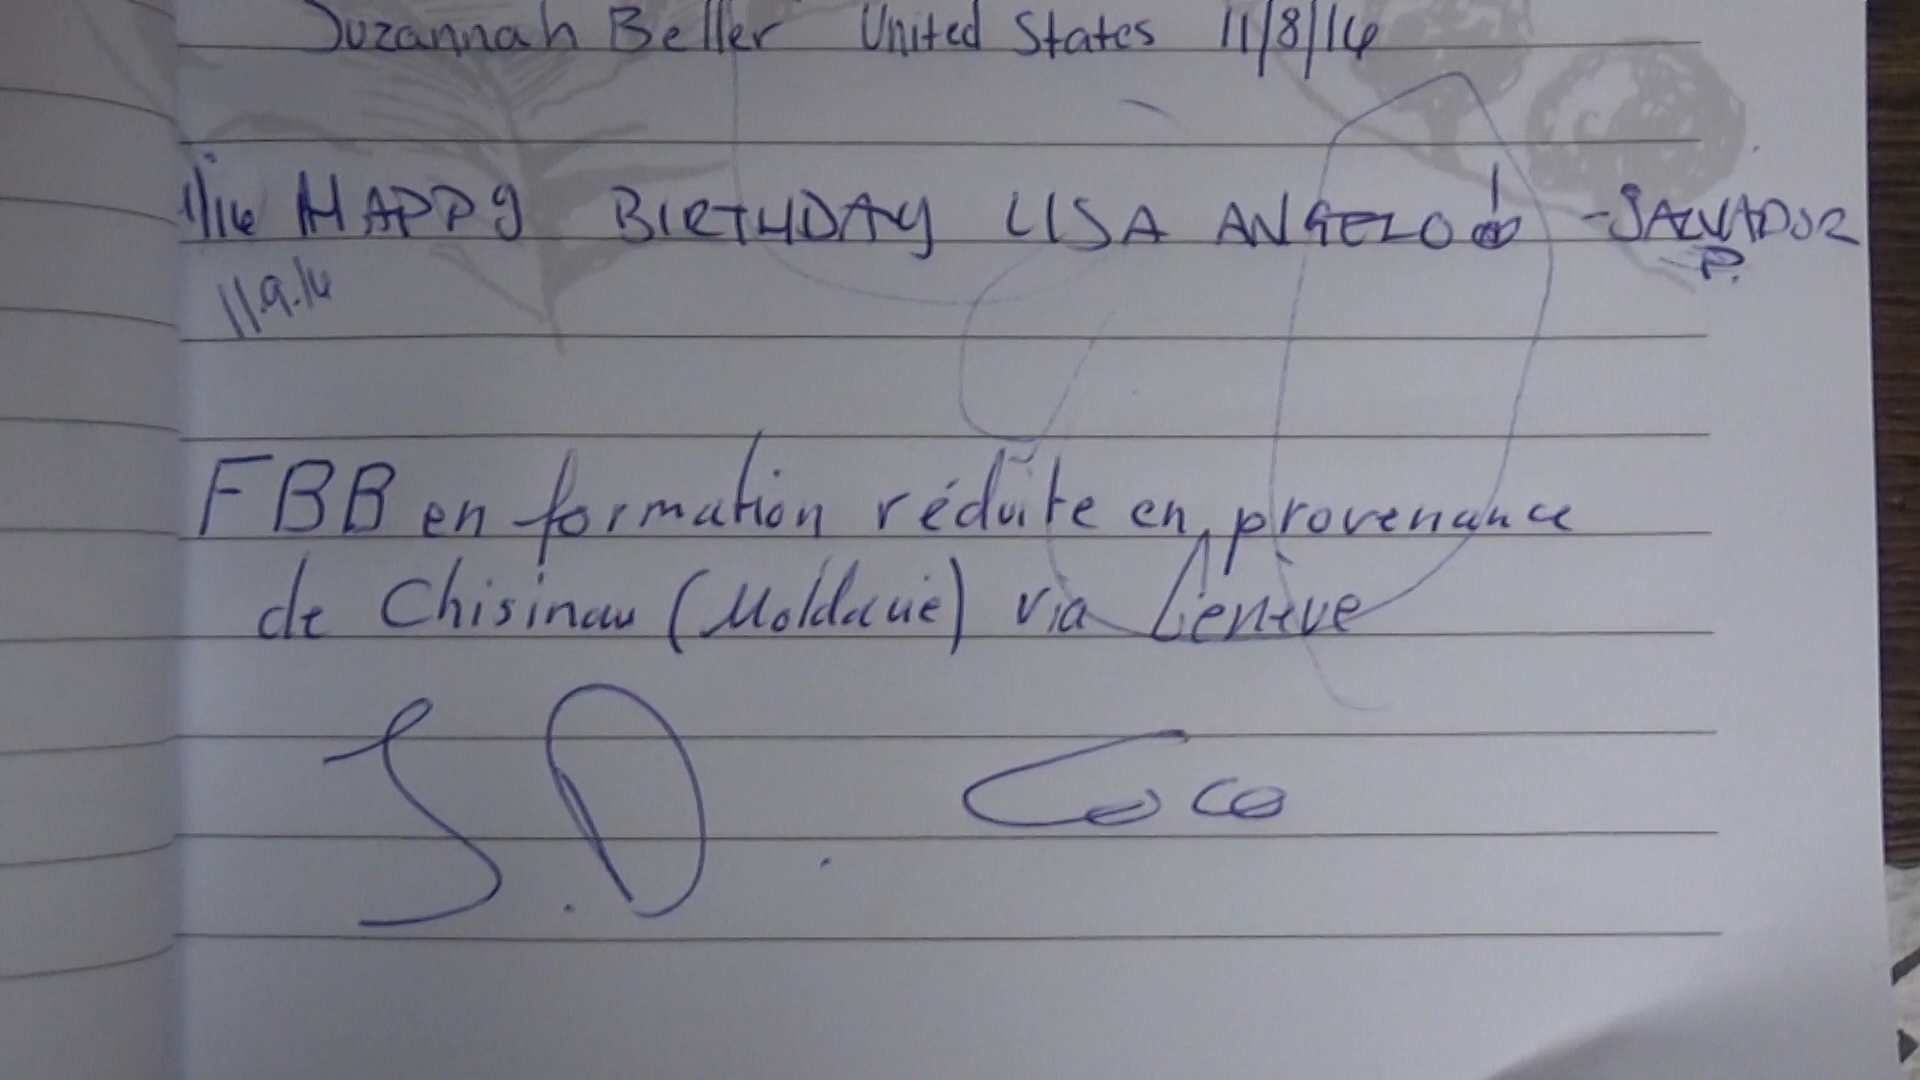 Suzannah Beller United States 11/8/14
1/14 HAPPY BIRTHDAY LISA ANGELO! -SALVADOR P.
11.9.14
FBB en formation réduite en provenance
de Chisinau (Moldavie) via Genève
J.D. Coco